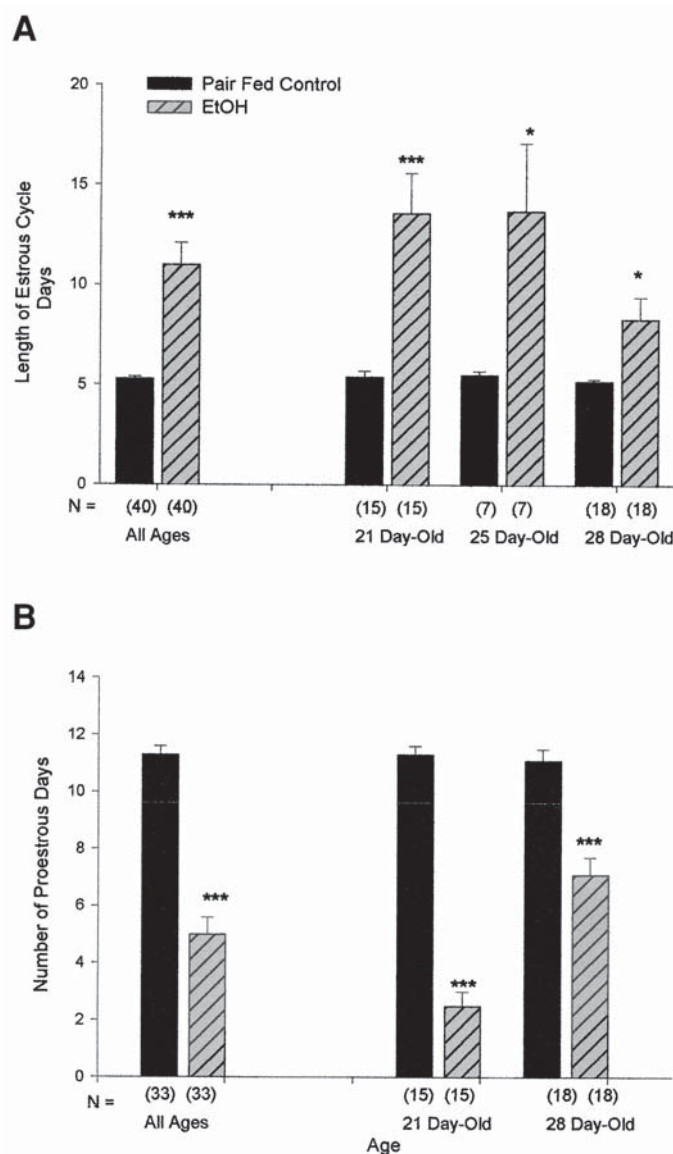 A
Pair Fed Control
EtOH
20
15
10
5
0
Length of Estrous Cycle
Days
***
***
*
*
N = (40) (40) (15) (15) (7) (7) (18) (18)
All Ages 21 Day-Old 25 Day-Old 28 Day-Old
B
14
12
10
8
6
4
2
0
Number of Proestrous Days
***
***
***
N = (33) (33) (15) (15) (18) (18)
All Ages 21 Day-Old 28 Day-Old
Age